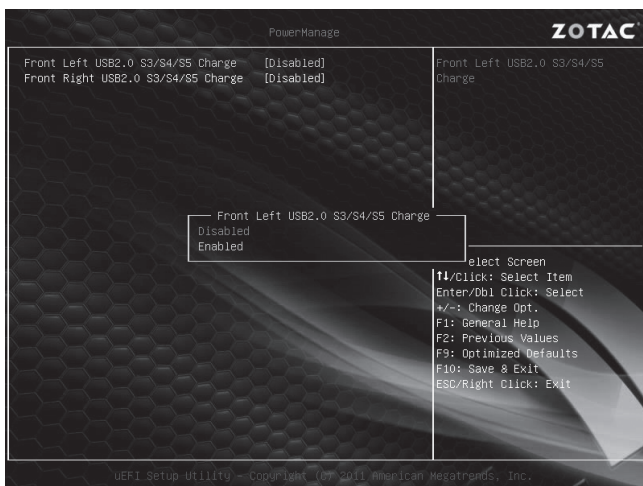 PowerManage
ZOTAC
Front Left USB2.0 S3/S4/S5 Charge [Disabled]
Front Right USB2.0 S3/S4/S5 Charge [Disabled]
Front Left USB2.0 S3/S4/S5
Charge
Front Left USB2.0 S3/S4/S5 Charge
Disabled
Enabled
elect Screen
↑↓/Click: Select Item
Enter/Dbl Click: Select
+/-: Change Opt.
F1: General Help
F2: Previous Values
F9: Optimized Defaults
F10: Save & Exit
ESC/Right Click: Exit
uEFI Setup Utility - Copyright (C) 2011 American Megatrends, Inc.